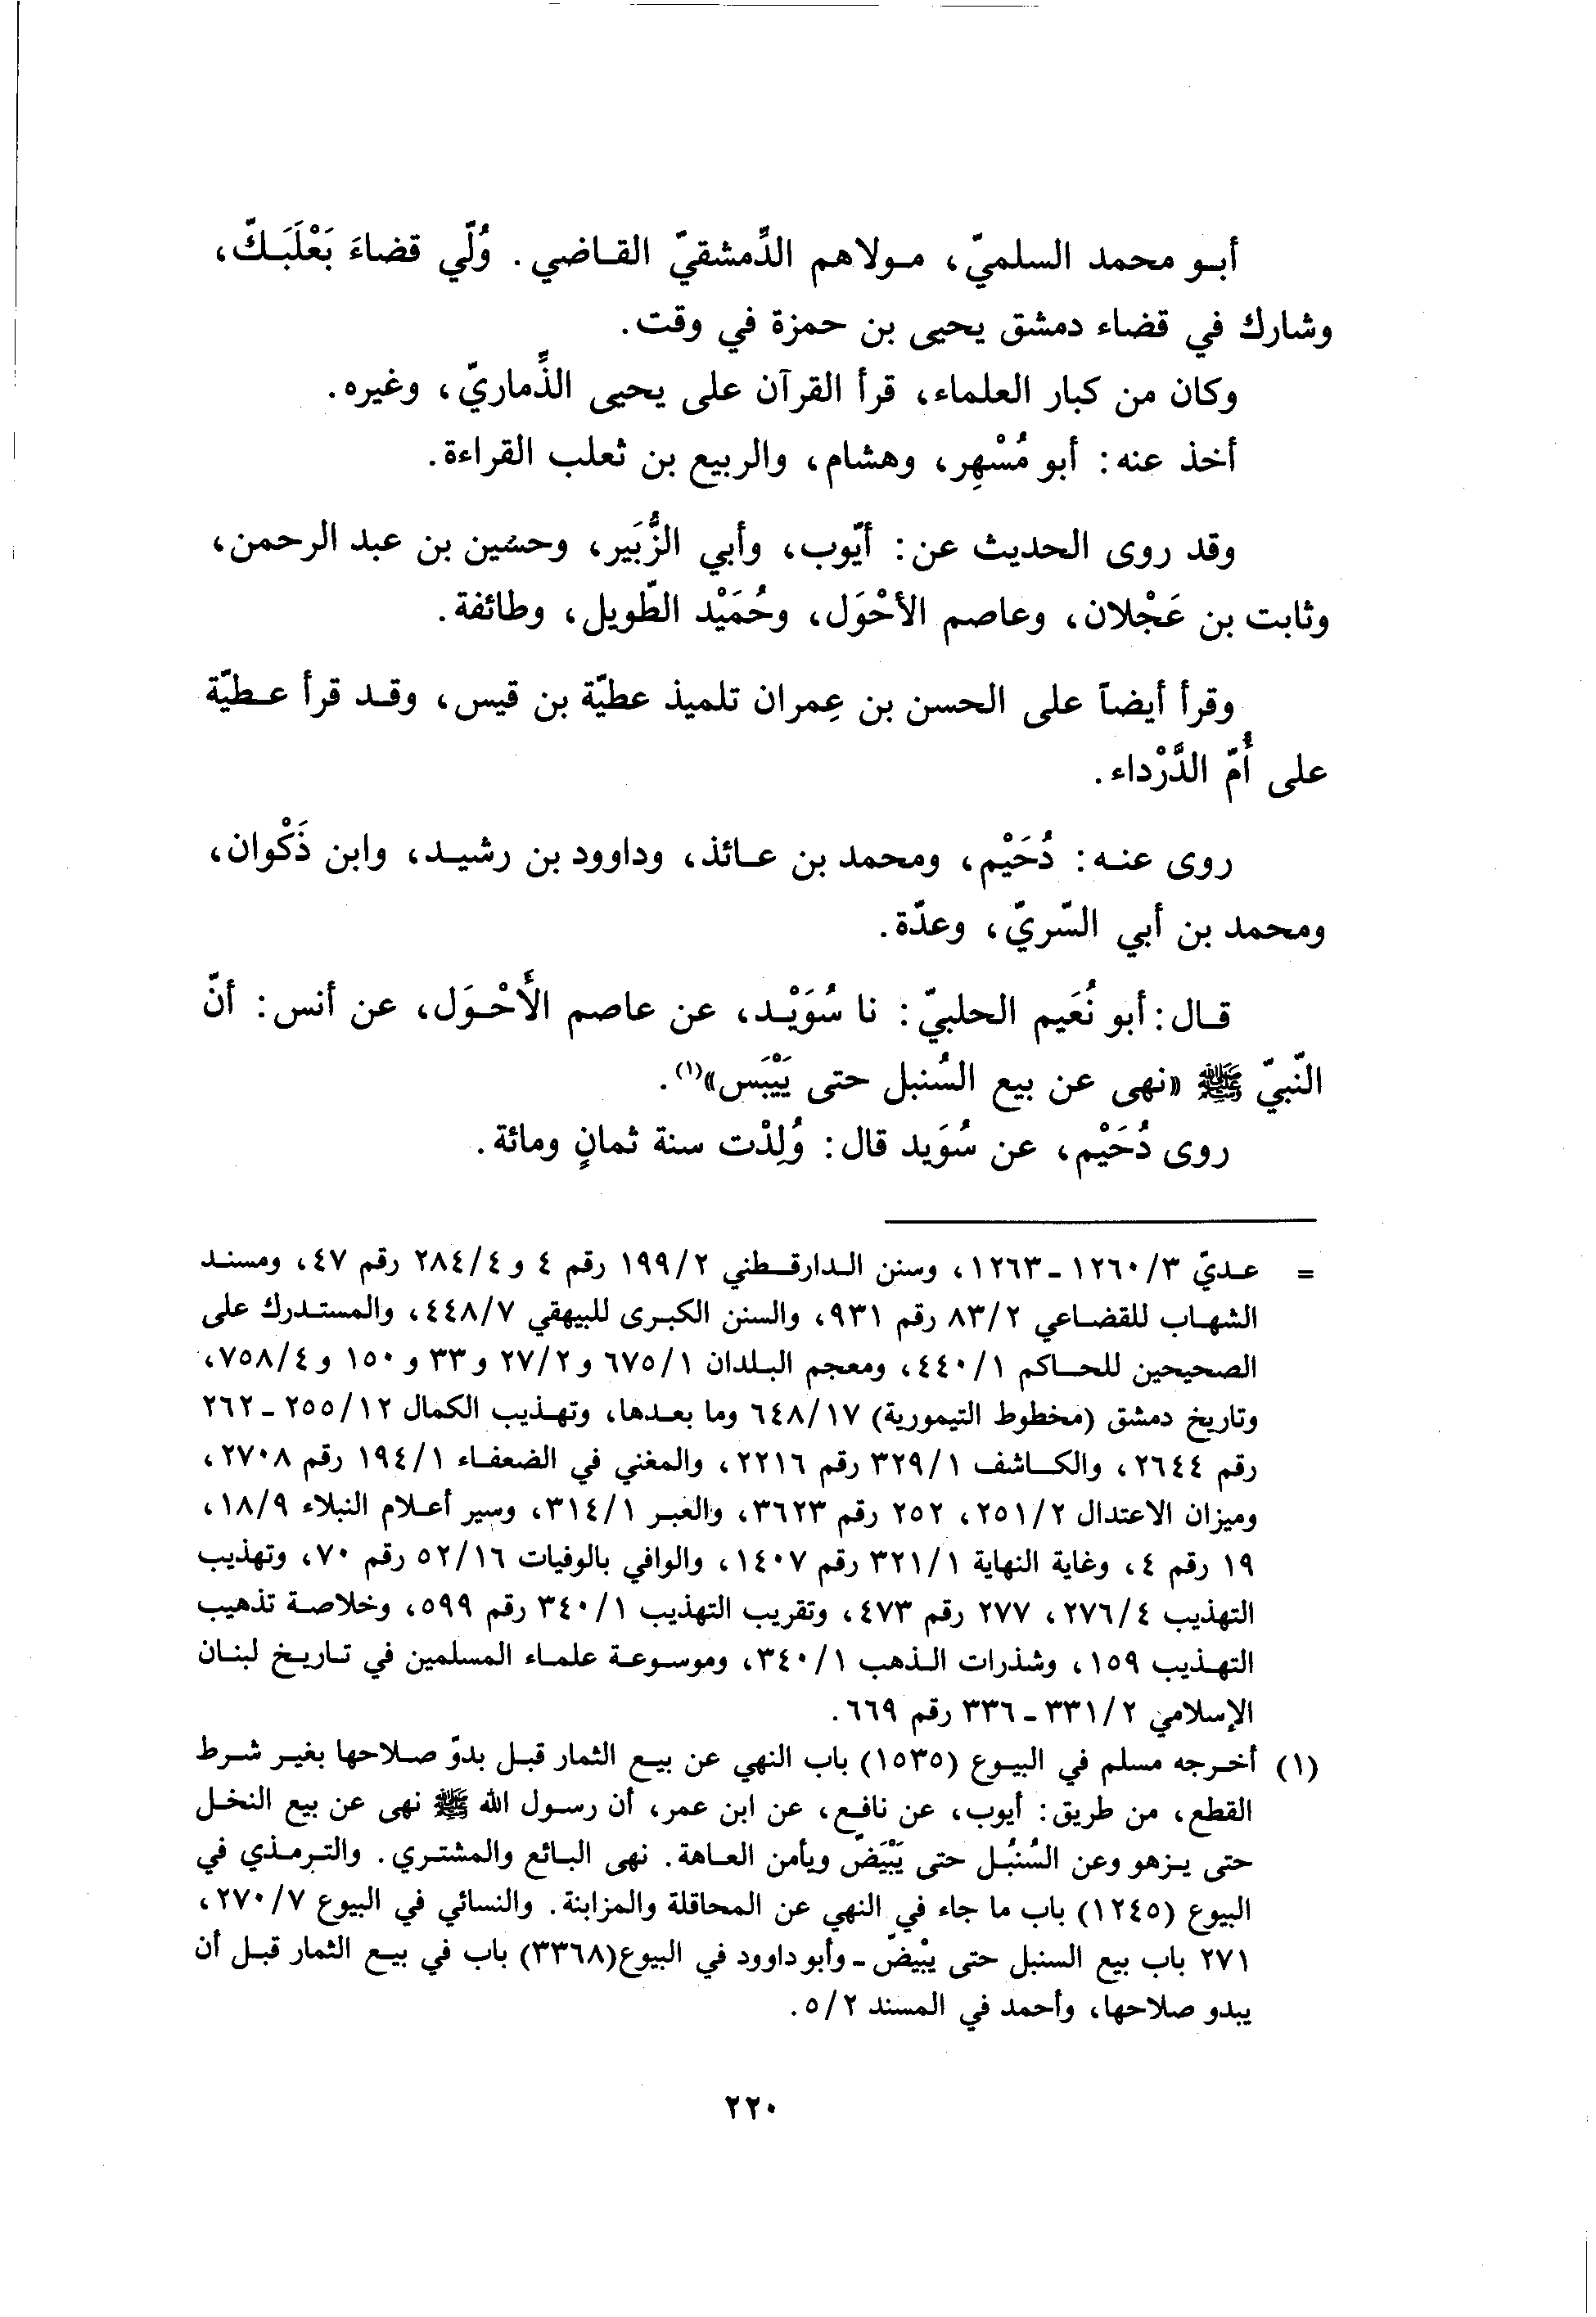 أبو محمد السلميّ، مولاهم الدِّمشقيّ القاضي. وُلّي قضاءَ بَعْلَبَكّ،
وشارك في قضاء دمشق يحيى بن حمزة في وقت.
وكان من كبار العلماء، قرأ القرآن على يحيى الذِّماريّ، وغيره.
أخذ عنه: أبو مُسْهِر، وهشام، والربيع بن ثعلب القراءة.
وقد روى الحديث عن: أيّوب، وأبي الزُّبَير، وحسُين بن عبد الرحمن،
وثابت بن عَجْلان، وعاصم الأحْوَل، وحُمَيْد الطّويل، وطائفة.
وقرأ أيضاً على الحسن بن عِمران تلميذ عطيّة بن قيس، وقد قرأ عطيّة
على أُمّ الدَّرْداء.
روى عنه: دُحَيْم، ومحمد بن عائذ، وداوود بن رشيد، وابن ذَكْوان،
ومحمد بن أبي السّريّ، وعدّة.
قال: أبو نُعَيم الحلبيّ: نا سُوَيْد، عن عاصم الأَحْوَل، عن أنس: أنّ
النّبيّ ﷺ «نهى عن بيع السُنبل حتى يَيْبَس»(١).
روى دُحَيْم، عن سُوَيد قال: وُلِدْت سنة ثمانٍ ومائة.
= عديّ ٣/١٢٦٠ - ١٢٦٣، وسنن الدارقطني ٢/١٩٩ رقم ٤ و٤/٢٨٤ رقم ٤٧، ومسند
الشهاب للقضاعي ٢/٨٣ رقم ٩٣١، والسنن الكبرى للبيهقي ٧/٤٤٨، والمستدرك على
الصحيحين للحاكم ١/٤٤٠، ومعجم البلدان ١/٦٧٥ و٢/٢٧ و٣٣ و١٥٠ و٤/٧٥٨،
وتاريخ دمشق (مخطوط التيمورية) ١٧/٦٤٨ وما بعدها، وتهذيب الكمال ١٢/٢٥٥ - ٢٦٢
رقم ٢٦٤٤، والكاشف ١/٣٢٩ رقم ٢٢١٦، والمغني في الضعفاء ١/١٩٤ رقم ٢٧٠٨،
وميزان الاعتدال ٢/٢٥١، ٢٥٢ رقم ٣٦٢٣، والعبر ١/٣١٤، وسير أعلام النبلاء ٩/١٨،
١٩ رقم ٤، وغاية النهاية ١/٣٢١ رقم ١٤٠٧، والوافي بالوفيات ١٦/٥٢ رقم ٧٠، وتهذيب
التهذيب ٤/٢٧٦، ٢٧٧ رقم ٤٧٣، وتقريب التهذيب ١/٣٤٠ رقم ٥٩٩، وخلاصة تذهيب
التهذيب ١٥٩، وشذرات الذهب ١/٣٤٠، وموسوعة علماء المسلمين في تاريخ لبنان
الإسلامي ٢/٣٣١ - ٣٣٦ رقم ٦٦٩.
(١) أخرجه مسلم في البيوع (١٥٣٥) باب النهي عن بيع الثمار قبل بدوّ صلاحها بغير شرط
القطع، من طريق: أيوب، عن نافع، عن ابن عمر، أن رسول الله ﷺ نهى عن بيع النخل
حتى يزهو وعن السُنبُل حتى يَبْيَضّ ويأمن العاهة. نهى البائع والمشتري. والترمذي في
البيوع (١٢٤٥) باب ما جاء في النهي عن المحاقلة والمزابنة. والنسائي في البيوع ٧/٢٧٠،
٢٧١ باب بيع السنبل حتى يبْيضّ - وأبو داوود في البيوع(٣٣٦٨) باب في بيع الثمار قبل أن
يبدو صلاحها، وأحمد في المسند ٢/٥.
٢٢٠